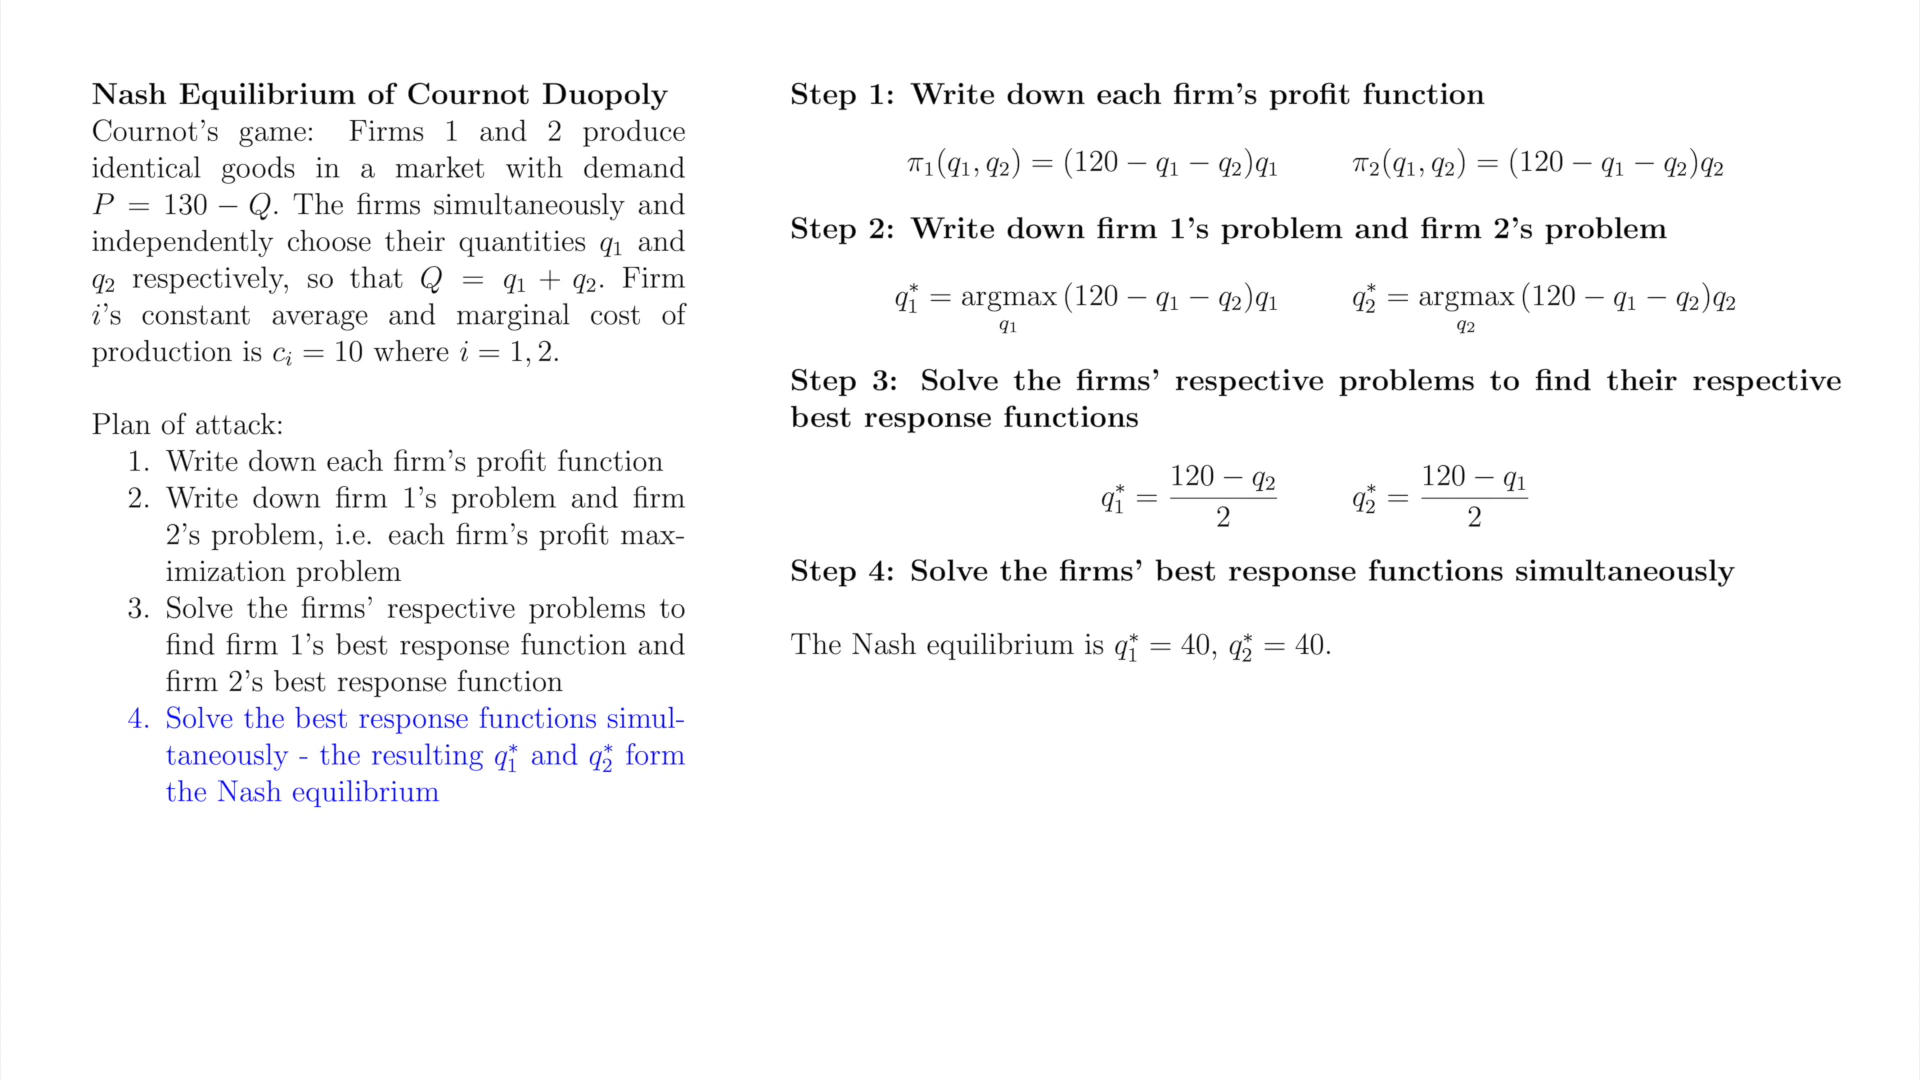 Nash Equilibrium of Cournot Duopoly
Cournot's game: Firms 1 and 2 produce
identical goods in a market with demand
P = 130 − Q. The firms simultaneously and
independently choose their quantities q₁ and
q₂ respectively, so that Q = q₁ + q₂. Firm
i's constant average and marginal cost of
production is cᵢ = 10 where i = 1, 2.
Plan of attack:
1. Write down each firm's profit function
2. Write down firm 1's problem and firm
2's problem, i.e. each firm's profit max-
imization problem
3. Solve the firms' respective problems to
find firm 1's best response function and
firm 2's best response function
4. Solve the best response functions simul-
taneously - the resulting q₁* and q₂* form
the Nash equilibrium
Step 1: Write down each firm's profit function
π₁(q₁, q₂) = (120 − q₁ − q₂)q₁ π₂(q₁, q₂) = (120 − q₁ − q₂)q₂
Step 2: Write down firm 1's problem and firm 2's problem
q₁* = argmax (120 − q₁ − q₂)q₁ q₂* = argmax (120 − q₁ − q₂)q₂
q₁ q₂
Step 3: Solve the firms' respective problems to find their respective
best response functions
q₁* = (120 − q₂)/2 q₂* = (120 − q₁)/2
Step 4: Solve the firms' best response functions simultaneously
The Nash equilibrium is q₁* = 40, q₂* = 40.